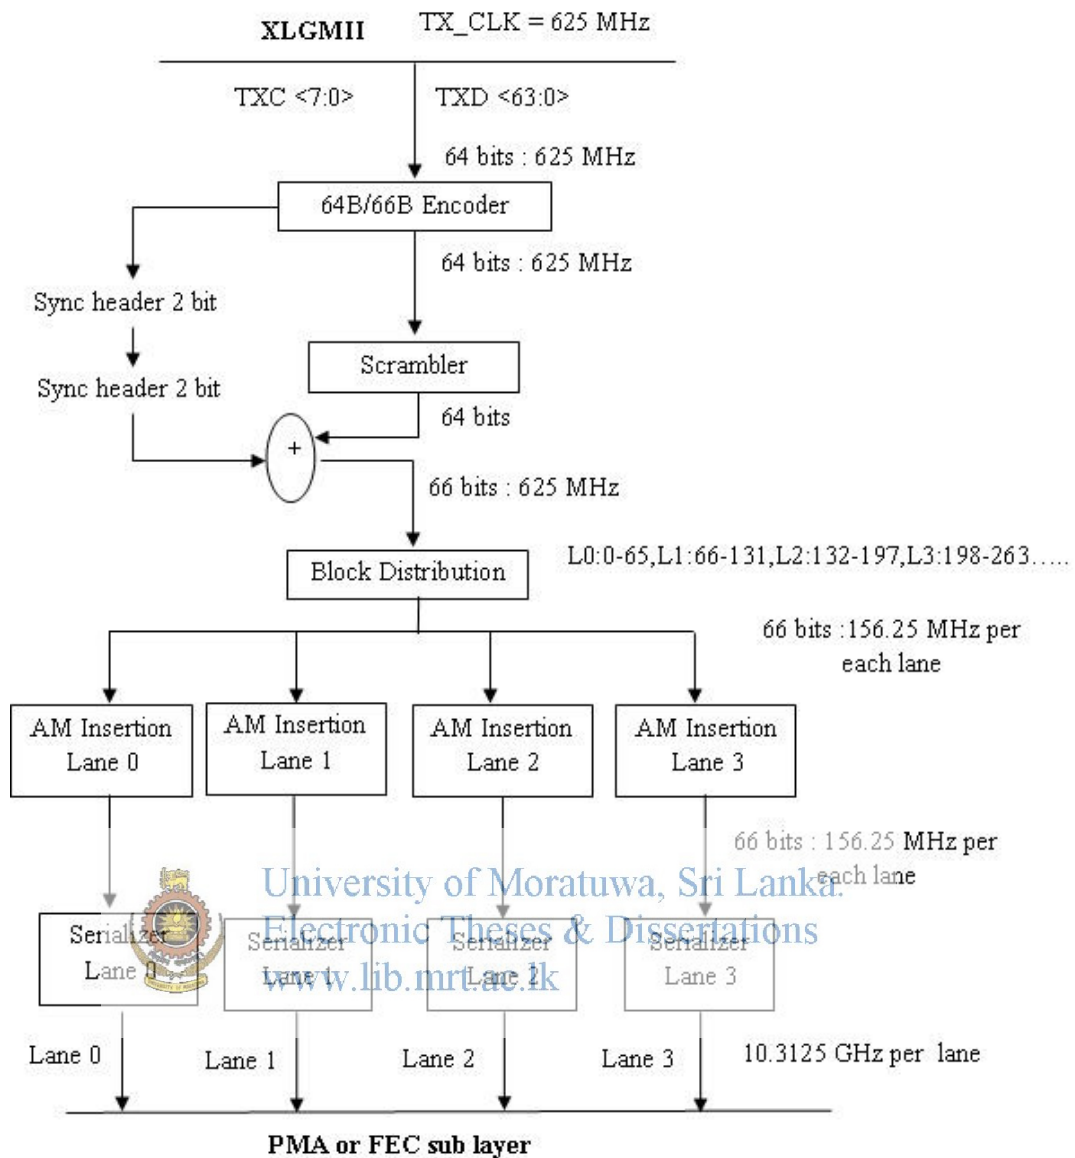 XLGMII
TX_CLK = 625 MHz
TXC <7:0>
TXD <63:0>
64 bits : 625 MHz
64B/66B Encoder
64 bits : 625 MHz
Sync header 2 bit
Scrambler
Sync header 2 bit
64 bits
+
66 bits : 625 MHz
Block Distribution
L0:0-65,L1:66-131,L2:132-197,L3:198-263.....
66 bits :156.25 MHz per
each lane
AM Insertion
Lane 0
AM Insertion
Lane 1
AM Insertion
Lane 2
AM Insertion
Lane 3
66 bits : 156.25 MHz per
each lane
University of Moratuwa, Sri Lanka.
Electronic Theses & Dissertations
www.lib.mrt.ac.lk
Serializer
Lane 0
Serializer
Lane 1
Serializer
Lane 2
Serializer
Lane 3
Lane 0
Lane 1
Lane 2
Lane 3
10.3125 GHz per lane
PMA or FEC sub layer